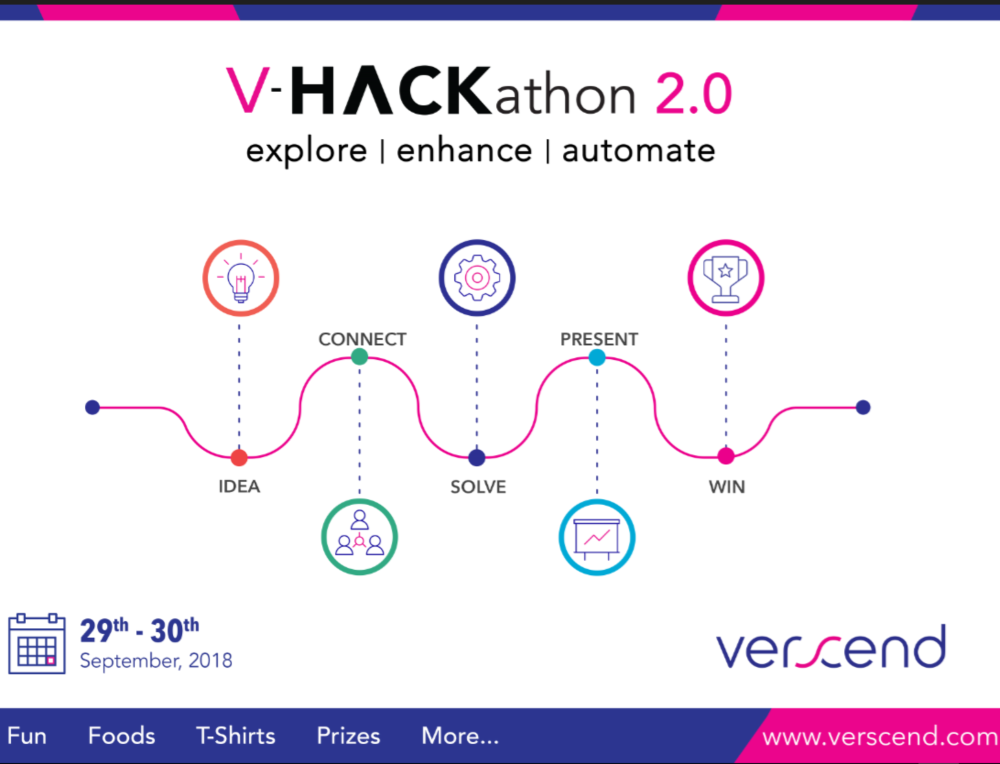 V-HACKathon 2.0
explore | enhance | automate
CONNECT
PRESENT
IDEA
SOLVE
WIN
29th - 30th
September, 2018
verscend
Fun Foods T-Shirts Prizes More...
www.verscend.com